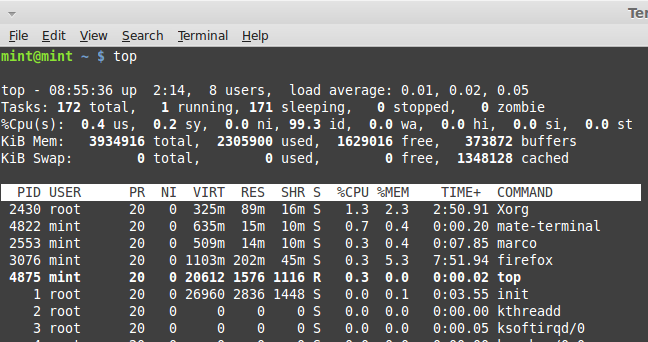 Ter
File Edit View Search Terminal Help
mint@mint ~ $ top
top - 08:55:36 up 2:14, 8 users, load average: 0.01, 0.02, 0.05
Tasks: 172 total, 1 running, 171 sleeping, 0 stopped, 0 zombie
%Cpu(s): 0.4 us, 0.2 sy, 0.0 ni, 99.3 id, 0.0 wa, 0.0 hi, 0.0 si, 0.0 st
KiB Mem: 3934916 total, 2305900 used, 1629016 free, 373872 buffers
KiB Swap: 0 total, 0 used, 0 free, 1348128 cached
PID USER PR NI VIRT RES SHR S %CPU %MEM TIME+ COMMAND
2430 root 20 0 325m 89m 16m S 1.3 2.3 2:50.91 Xorg
4822 mint 20 0 635m 15m 10m S 0.7 0.4 0:00.20 mate-terminal
2553 mint 20 0 509m 14m 10m S 0.3 0.4 0:07.85 marco
3076 mint 20 0 1103m 202m 45m S 0.3 5.3 7:51.94 firefox
4875 mint 20 0 20612 1576 1116 R 0.3 0.0 0:00.02 top
1 root 20 0 26960 2836 1448 S 0.0 0.1 0:03.55 init
2 root 20 0 0 0 0 S 0.0 0.0 0:00.00 kthreadd
3 root 20 0 0 0 0 S 0.0 0.0 0:00.05 ksoftirqd/0